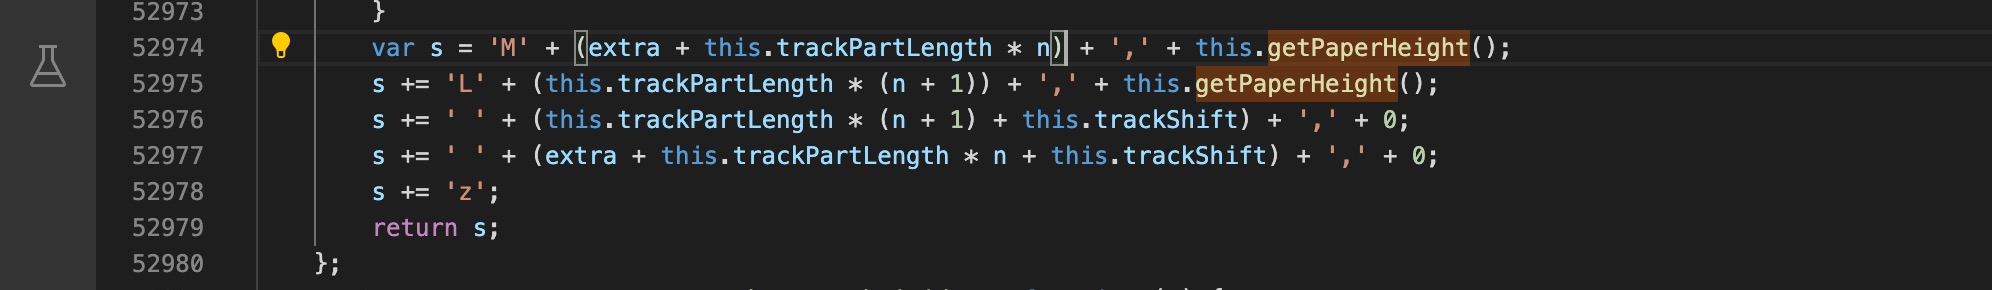 52973 }
52974 var s = 'M' + (extra + this.trackPartLength * n) + ',' + this.getPaperHeight();
52975 s += 'L' + (this.trackPartLength * (n + 1)) + ',' + this.getPaperHeight();
52976 s += ' ' + (this.trackPartLength * (n + 1) + this.trackShift) + ',' + 0;
52977 s += ' ' + (extra + this.trackPartLength * n + this.trackShift) + ',' + 0;
52978 s += 'z';
52979 return s;
52980 };